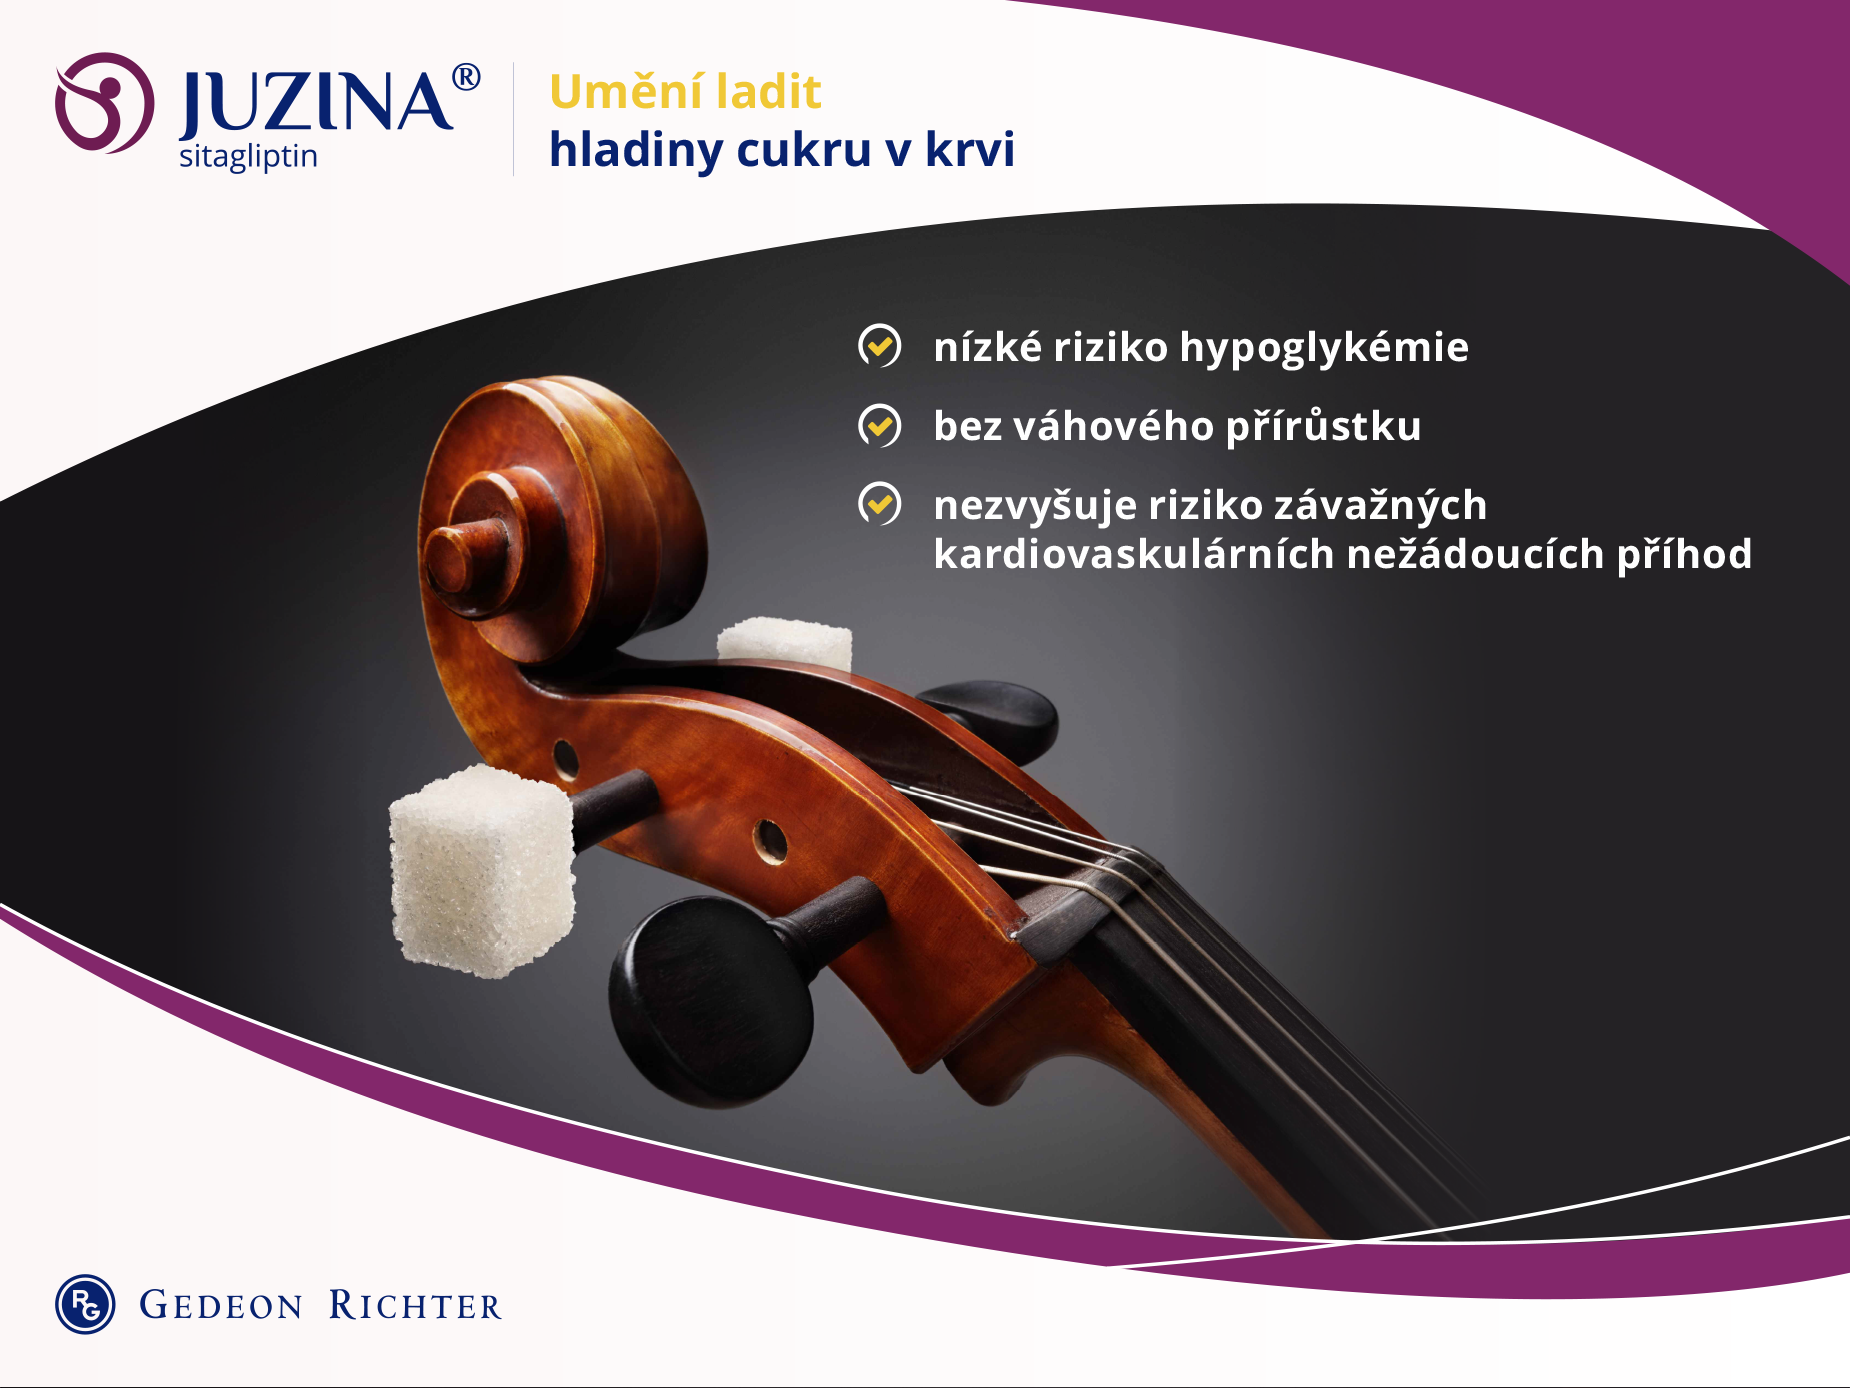 JUZINA®
sitagliptin
Umění ladit
hladiny cukru v krvi
nízké riziko hypoglykémie
bez váhového přírůstku
nezvyšuje riziko závažných
kardiovaskulárních nežádoucích příhod
RG GEDEON RICHTER